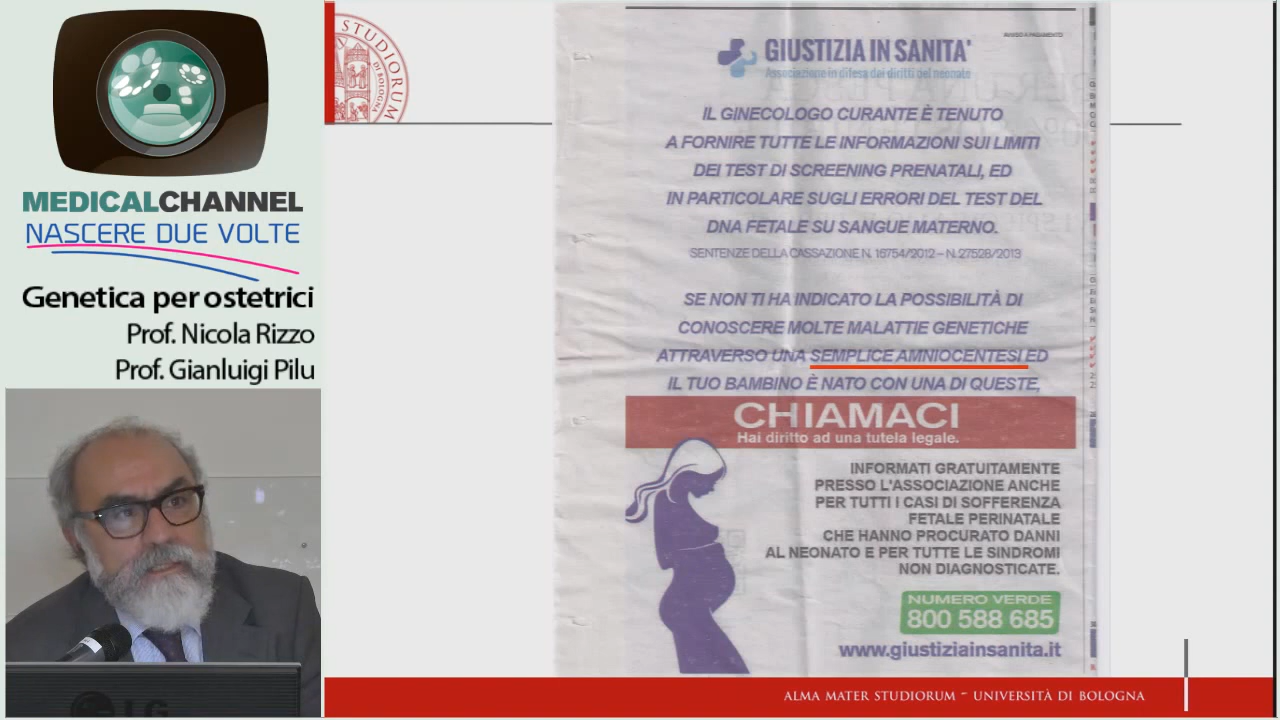 MEDICALCHANNEL
NASCERE DUE VOLTE
Genetica per ostetrici
Prof. Nicola Rizzo
Prof. Gianluigi Pilu
LG
STUDIORUM
DI BOLOGNA
AVVISO A PAGAMENTO
GIUSTIZIA IN SANITA'
Associazione in difesa dei diritti del neonato
IL GINECOLOGO CURANTE È TENUTO
A FORNIRE TUTTE LE INFORMAZIONI SUI LIMITI
DEI TEST DI SCREENING PRENATALI, ED
IN PARTICOLARE SUGLI ERRORI DEL TEST DEL
DNA FETALE SU SANGUE MATERNO.
SENTENZE DELLA CASSAZIONE N. 16754/2012 – N. 27528/2013
SE NON TI HA INDICATO LA POSSIBILITÀ DI
CONOSCERE MOLTE MALATTIE GENETICHE
ATTRAVERSO UNA SEMPLICE AMNIOCENTESI ED
IL TUO BAMBINO È NATO CON UNA DI QUESTE,
CHIAMACI
Hai diritto ad una tutela legale.
INFORMATI GRATUITAMENTE
PRESSO L'ASSOCIAZIONE ANCHE
PER TUTTI I CASI DI SOFFERENZA
FETALE PERINATALE
CHE HANNO PROCURATO DANNI
AL NEONATO E PER TUTTE LE SINDROMI
NON DIAGNOSTICATE.
NUMERO VERDE
800 588 685
www.giustiziainsanita.it
ALMA MATER STUDIORUM ~ UNIVERSITÀ DI BOLOGNA